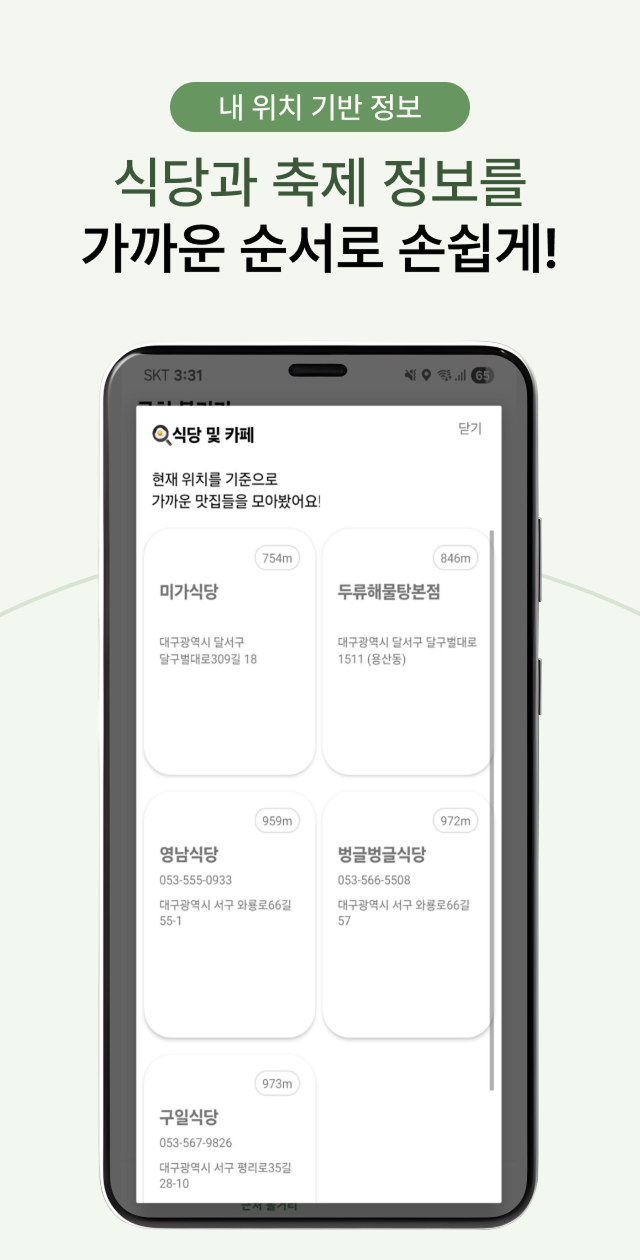 내 위치 기반 정보
식당과 축제 정보를
가까운 순서로 손쉽게!
SKT 3:31
65
식당 및 카페
닫기
현재 위치를 기준으로
가까운 맛집들을 모아봤어요!
754m
미가식당
대구광역시 달서구
달구벌대로309길 18
846m
두류해물탕본점
대구광역시 달서구 달구벌대로
1511 (용산동)
959m
영남식당
053-555-0933
대구광역시 서구 와룡로66길
55-1
972m
벙글벙글식당
053-566-5508
대구광역시 서구 와룡로66길
57
973m
구일식당
053-567-9826
대구광역시 서구 평리로35길
28-10